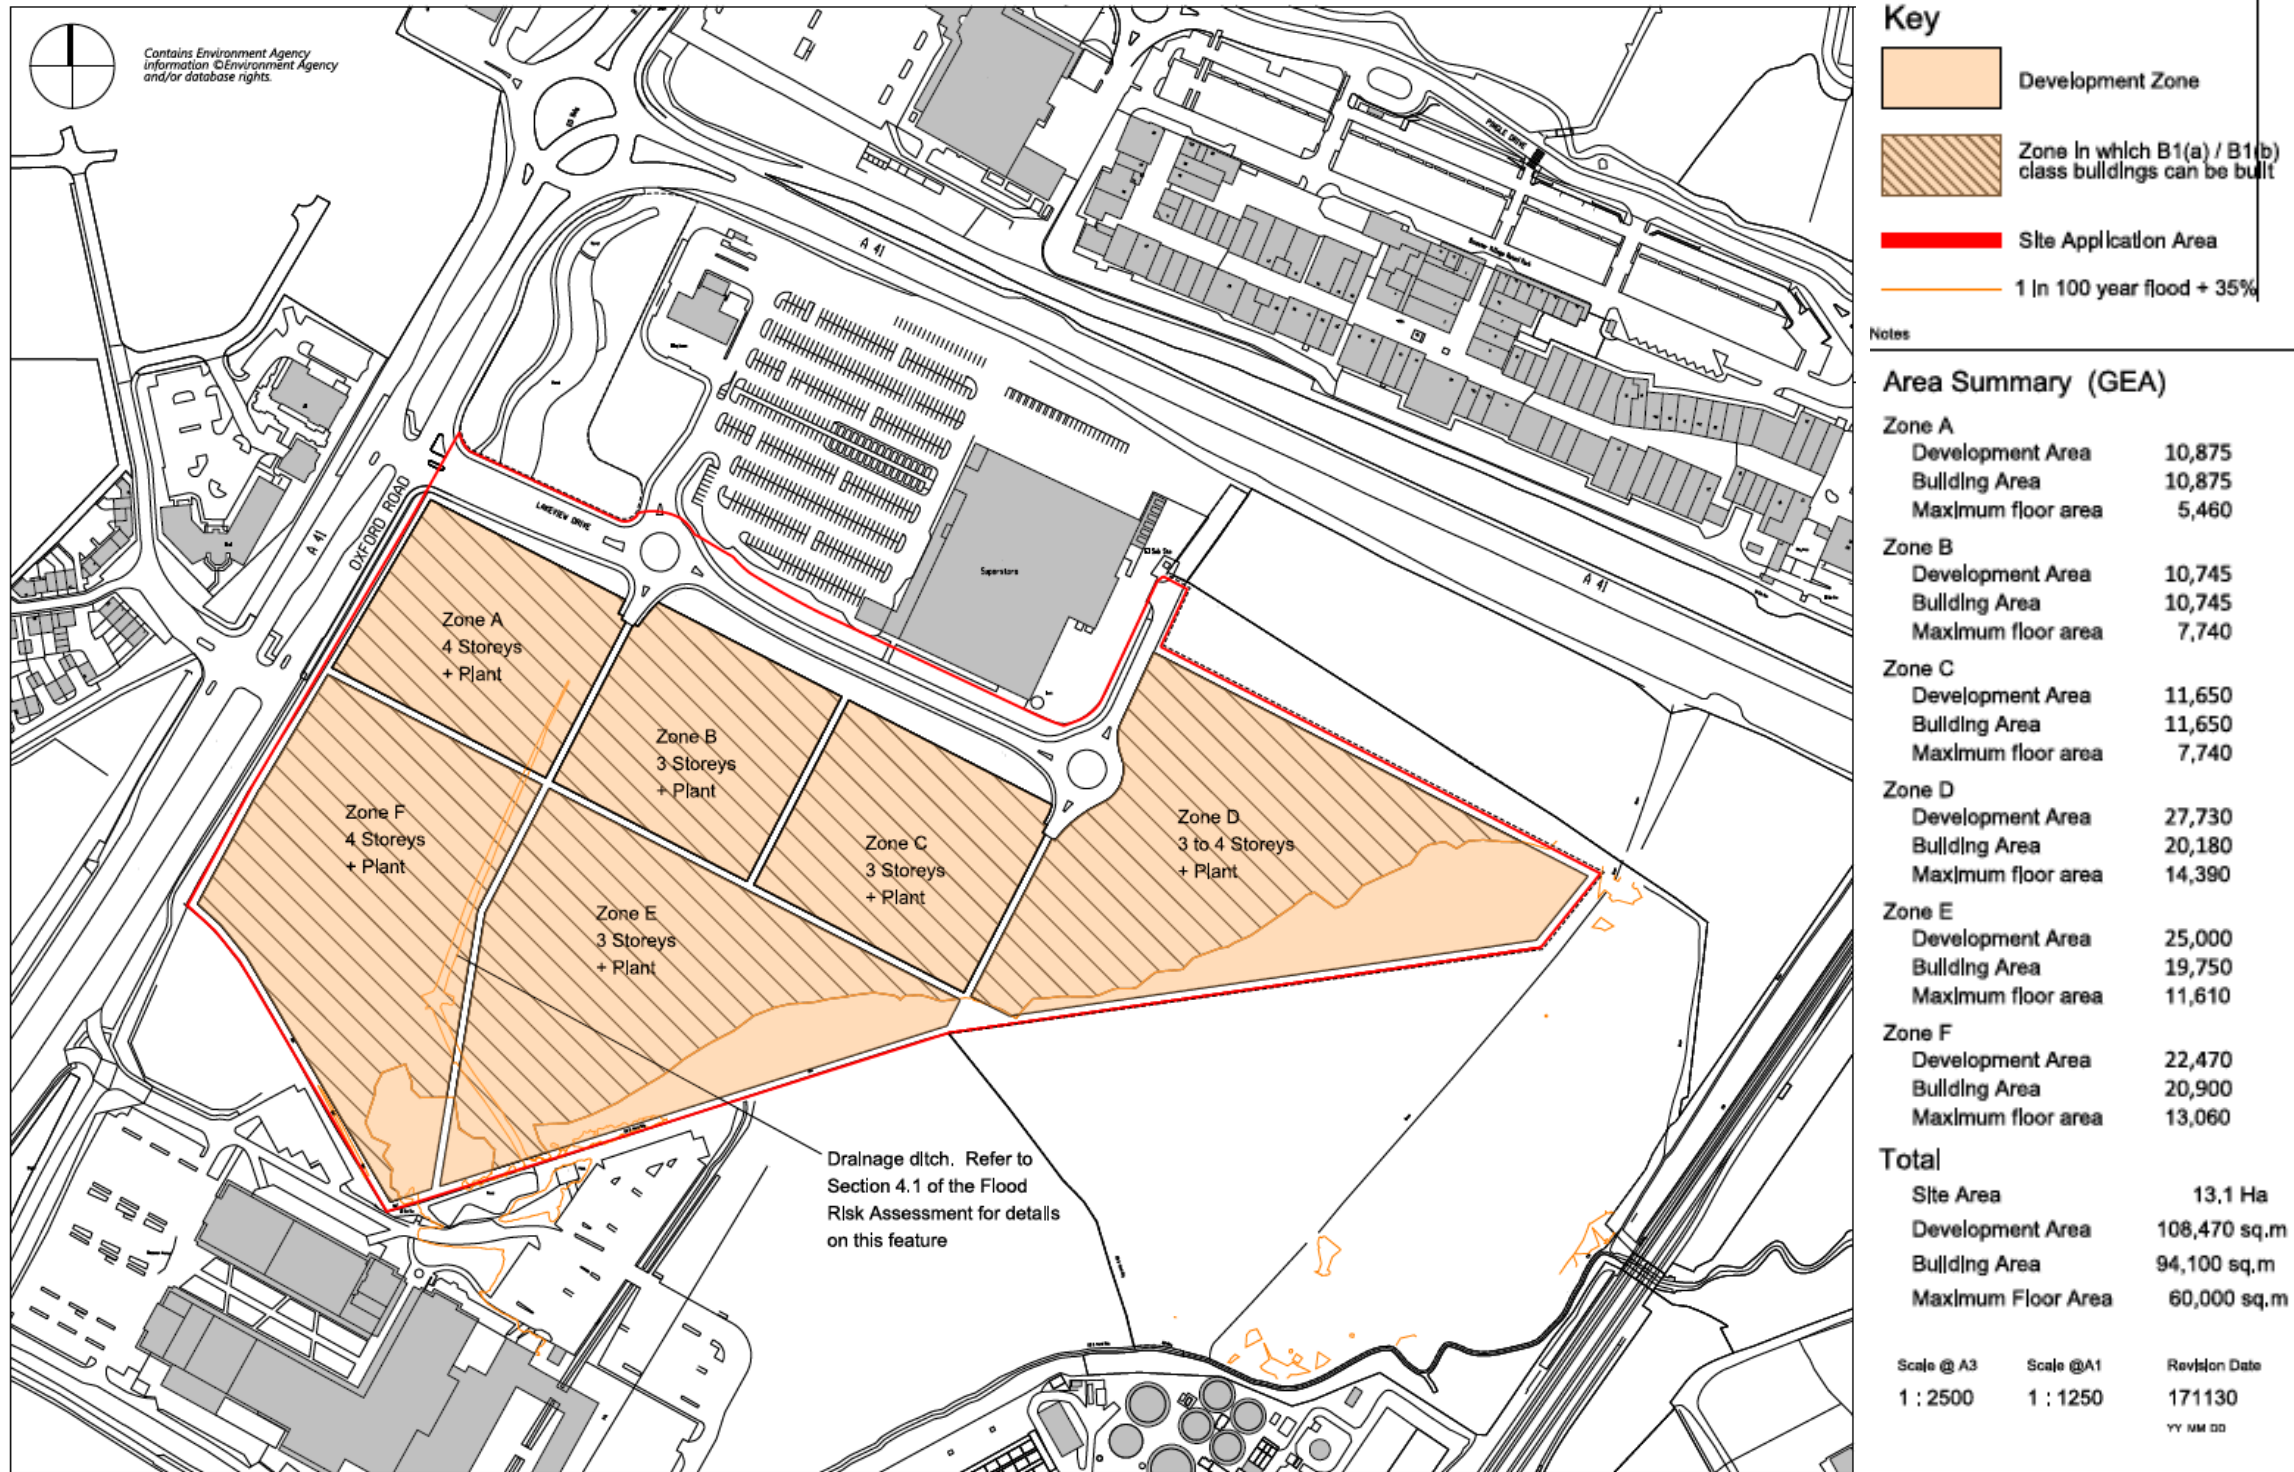 Contains Environment Agency
information ©Environment Agency
and/or database rights.
A 41
PINGLE DRIVE
Bicester Village Retail Park
OXFORD ROAD
A 41
LAKEVIEW DRIVE
Superstore
El Sub Sta
A 41
Zone A
4 Storeys
+ Plant
Zone B
3 Storeys
+ Plant
Zone C
3 Storeys
+ Plant
Zone D
3 to 4 Storeys
+ Plant
Zone F
4 Storeys
+ Plant
Zone E
3 Storeys
+ Plant
Drainage ditch. Refer to
Section 4.1 of the Flood
Risk Assessment for details
on this feature
Key
Development Zone
Zone in which B1(a) / B1(b)
class buildings can be built
Site Application Area
1 in 100 year flood + 35%
Notes
Area Summary (GEA)
Zone A
Development Area 10,875
Building Area 10,875
Maximum floor area 5,460
Zone B
Development Area 10,745
Building Area 10,745
Maximum floor area 7,740
Zone C
Development Area 11,650
Building Area 11,650
Maximum floor area 7,740
Zone D
Development Area 27,730
Building Area 20,180
Maximum floor area 14,390
Zone E
Development Area 25,000
Building Area 19,750
Maximum floor area 11,610
Zone F
Development Area 22,470
Building Area 20,900
Maximum floor area 13,060
Total
Site Area 13.1 Ha
Development Area 108,470 sq.m
Building Area 94,100 sq.m
Maximum Floor Area 60,000 sq.m
Scale @ A3 Scale @A1 Revision Date
1 : 2500 1 : 1250 171130
YY MM DD